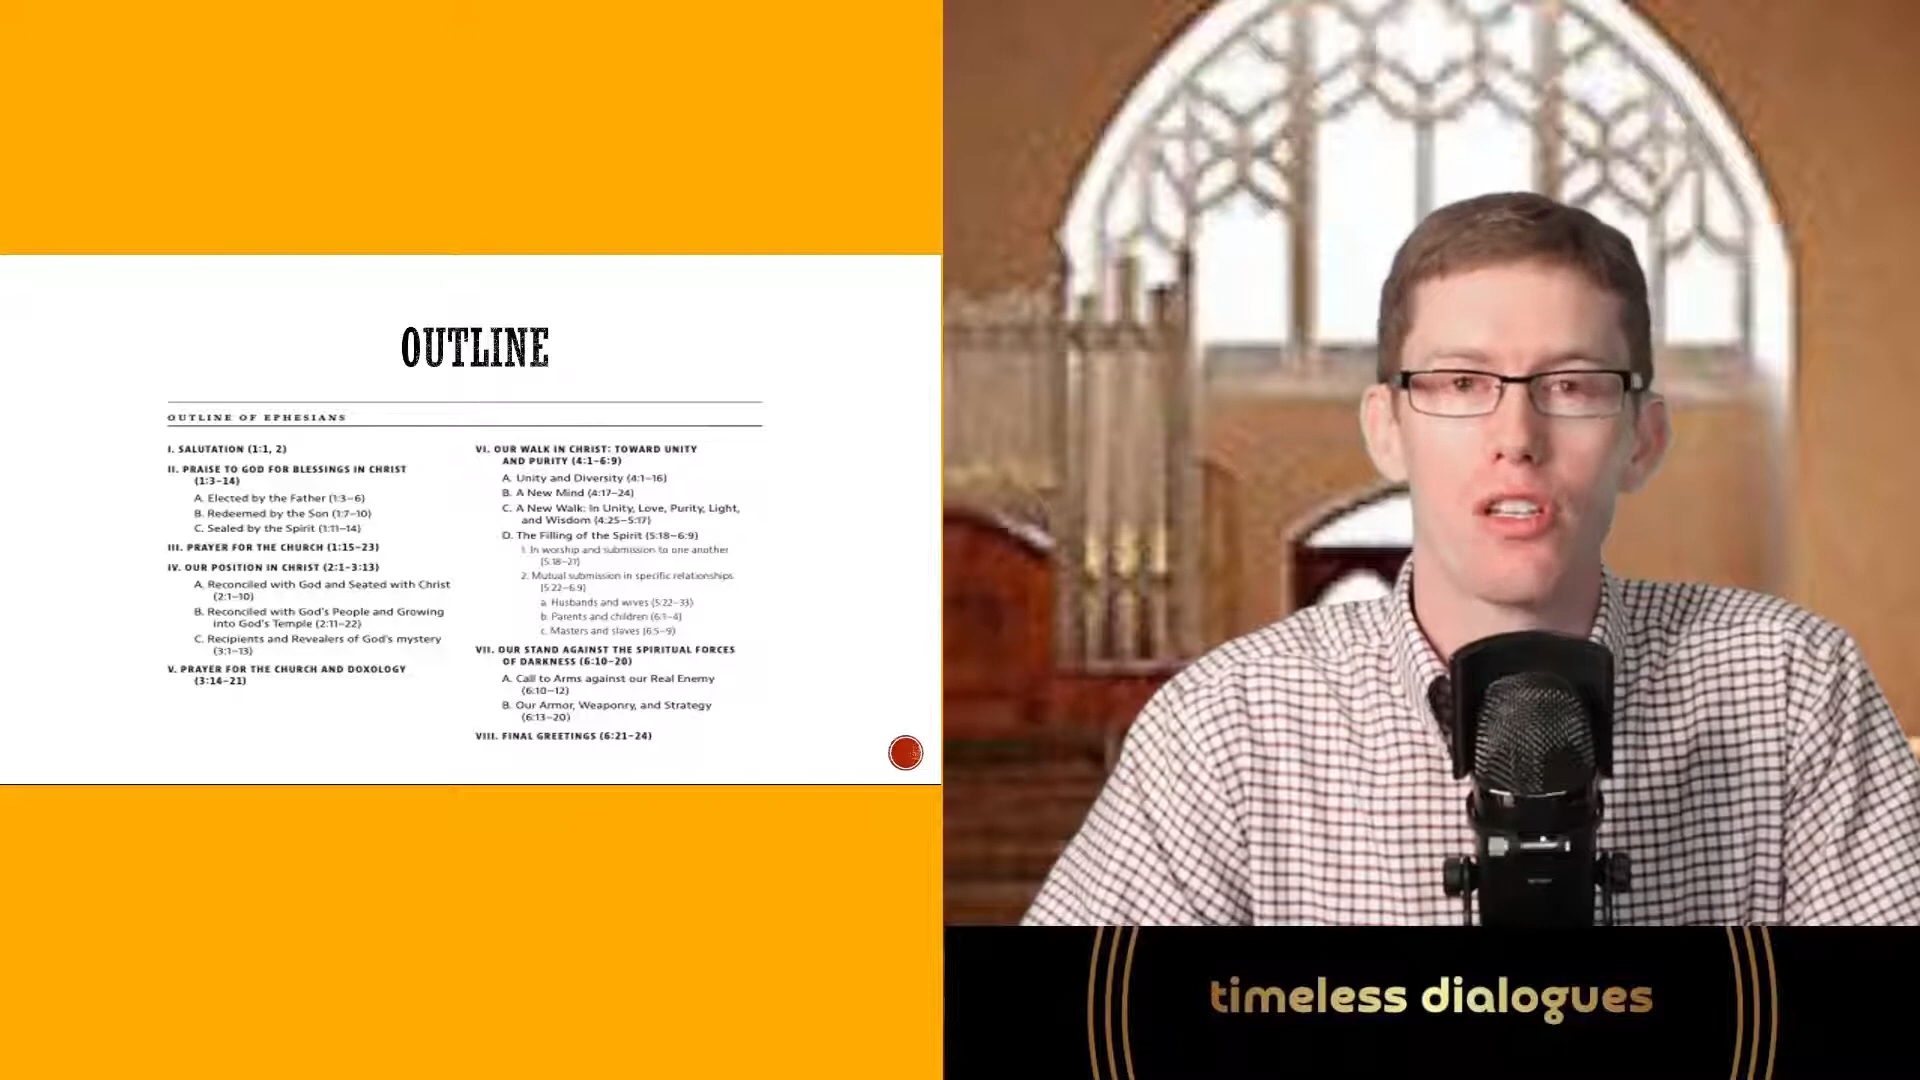 OUTLINE
OUTLINE OF EPHESIANS
I. SALUTATION (1:1, 2)
II. PRAISE TO GOD FOR BLESSINGS IN CHRIST
(1:3–14)
A. Elected by the Father (1:3–6)
B. Redeemed by the Son (1:7–10)
C. Sealed by the Spirit (1:11–14)
III. PRAYER FOR THE CHURCH (1:15–23)
IV. OUR POSITION IN CHRIST (2:1–3:13)
A. Reconciled with God and Seated with Christ
(2:1–10)
B. Reconciled with God's People and Growing
into God's Temple (2:11–22)
C. Recipients and Revealers of God's mystery
(3:1–13)
V. PRAYER FOR THE CHURCH AND DOXOLOGY
(3:14–21)
VI. OUR WALK IN CHRIST: TOWARD UNITY
AND PURITY (4:1–6:9)
A. Unity and Diversity (4:1–16)
B. A New Mind (4:17–24)
C. A New Walk: In Unity, Love, Purity, Light,
and Wisdom (4:25–5:17)
D. The Filling of the Spirit (5:18–6:9)
1. In worship and submission to one another
(5:18–21)
2. Mutual submission in specific relationships
(5:22–6:9)
a. Husbands and wives (5:22–33)
b. Parents and children (6:1–4)
c. Masters and slaves (6:5–9)
VII. OUR STAND AGAINST THE SPIRITUAL FORCES
OF DARKNESS (6:10–20)
A. Call to Arms against our Real Enemy
(6:10–12)
B. Our Armor, Weaponry, and Strategy
(6:13–20)
VIII. FINAL GREETINGS (6:21–24)
timeless dialogues